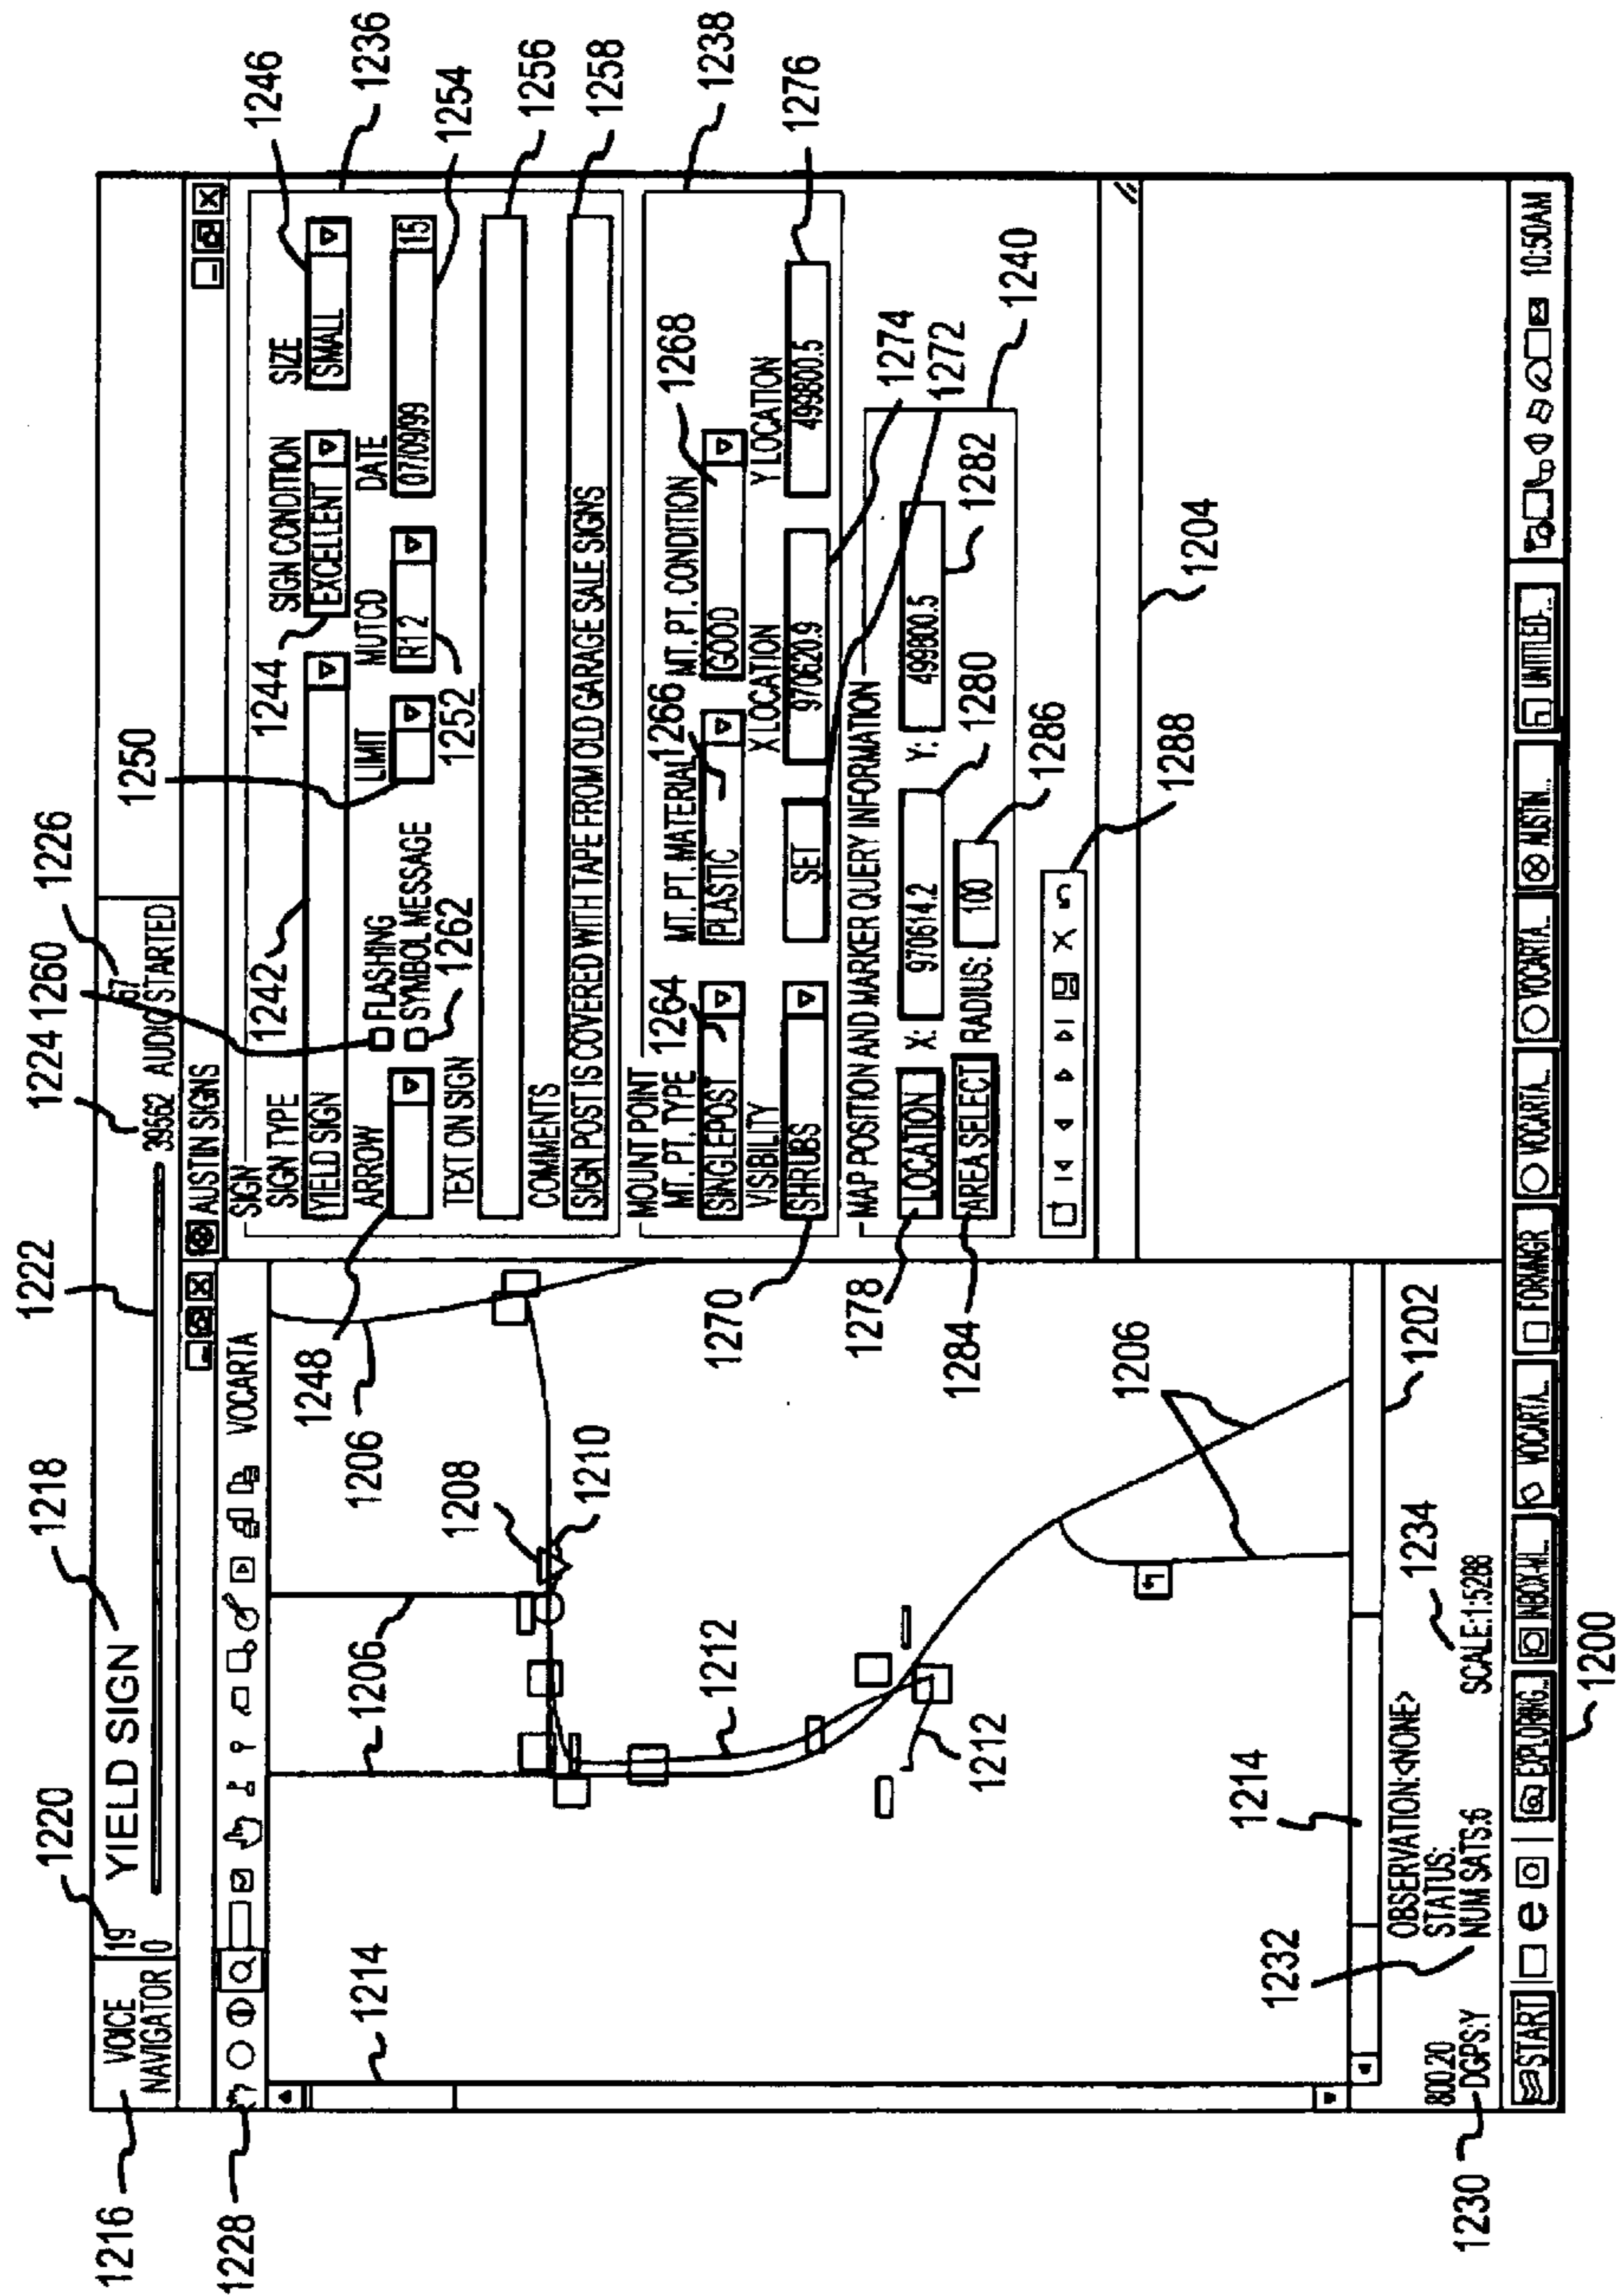 1216
VOICE
NAVIGATOR
19
0
1220
YIELD SIGN
1218
1222
39562
1224
67
1226
AUDIO STARTED
1228
VOCARTA
1214
1206
1206
1206
1208
1210
1212
1212
1206
1214
800.20
1230
DGPS:Y
OBSERVATION:<NONE>
STATUS:
1232
NUM SATS:6
1234
SCALE:1:5288
1202
AUSTIN SIGNS
SIGN
SIGN TYPE
SIGN CONDITION
SIZE
YIELD SIGN
1242
1244
EXCELLENT
SMALL
1246
1236
ARROW
1248
1260
FLASHING
SYMBOL MESSAGE
1262
LIMIT
1250
MUTCD
R1 2
1252
DATE
07/09/99
15
1254
TEXT ON SIGN
1256
COMMENTS
SIGN POST IS COVERED WITH TAPE FROM OLD GARAGE SALE SIGNS
1258
MOUNT POINT
1238
MT. PT. TYPE
1264
MT. PT. MATERIAL
1266
MT. PT. CONDITION
1268
SINGLEPOST
PLASTIC
GOOD
VISIBILITY
X LOCATION
Y LOCATION
SHRUBS
1270
SET
1272
970620.9
1274
499800.5
1276
MAP POSITION AND MARKER QUERY INFORMATION
1240
LOCATION
1278
X:
970614.2
1280
Y:
499800.5
1282
AREA SELECT
1284
RADIUS:
100
1286
1288
1204
START
e
EXPLORING...
VOCARTA...
FORMMGR
VOCARTA...
VOCARTA...
AUSTIN...
UNTITLED-...
10:50AM
1200